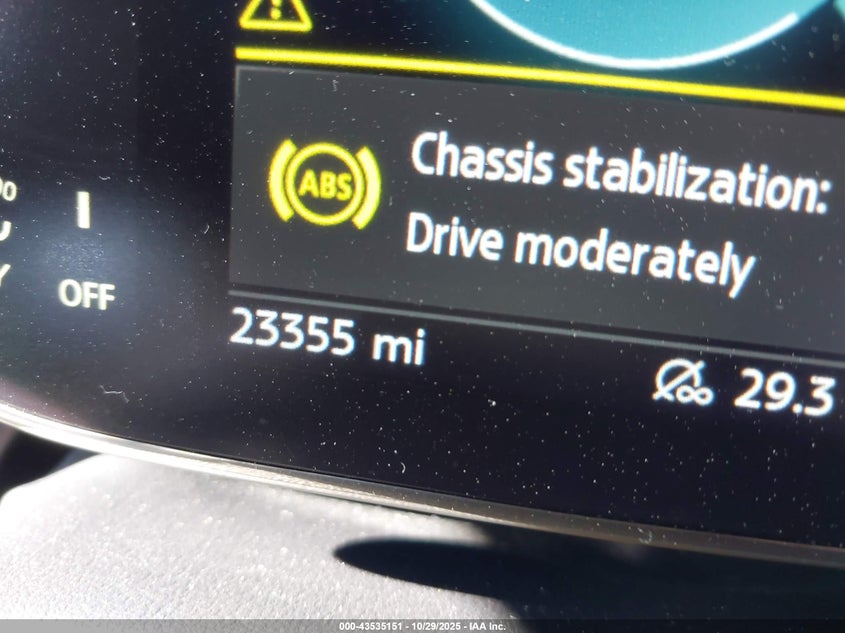 ABS
Chassis stabilization:
Drive moderately
OFF
23355 mi
29.3
000-43535151 - 10/29/2025 - IAA Inc.